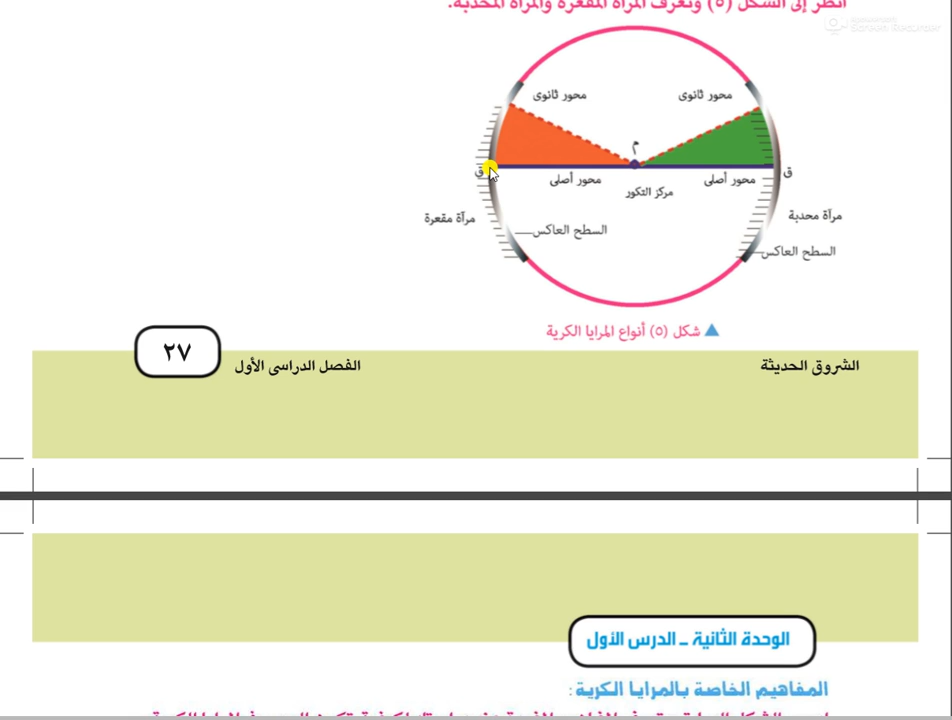 انظر إلى الشكل (٥) وتعرف المرآة المقعرة والمرآة المحدبة.
Screen Recorder
محور ثانوى
محور ثانوى
م
ق
ق
محور أصلى
محور أصلى
مركز التكور
مرآة محدبة
مرآة مقعرة
السطح العاكس
السطح العاكس
شكل (٥) أنواع المرايا الكرية
الشروق الحديثة
الفصل الدراسى الأول
٢٧
الوحدة الثانية ـ الدرس الأول
المفاهيم الخاصة بالمرايا الكرية :